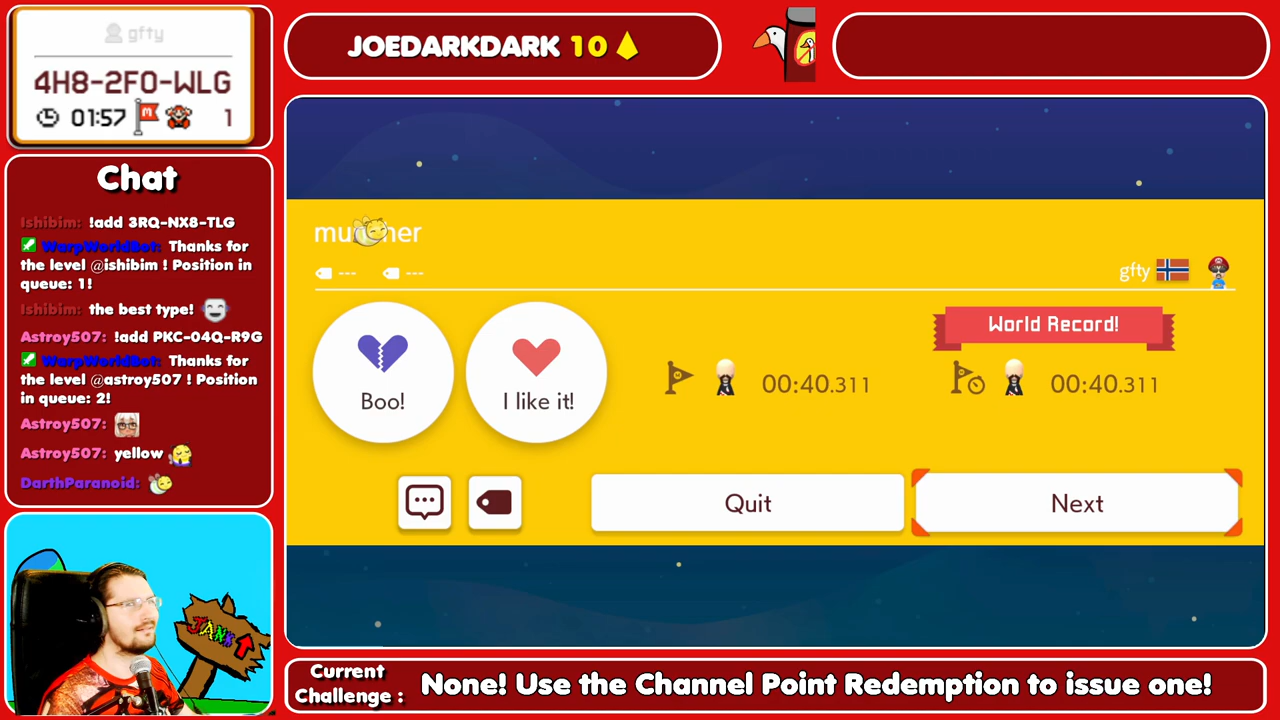 gfty
4H8-2F0-WLG
01:57 1
JOEDARKDARK 10
Chat
Ishibim: !add 3RQ-NX8-TLG
WarpWorldBot: Thanks for
the level @ishibim ! Position in
queue: 1!
Ishibim: the best type!
Astroy507: !add PKC-04Q-R9G
WarpWorldBot: Thanks for
the level @astroy507 ! Position
in queue: 2!
Astroy507:
Astroy507: yellow
DarthParanoid:
--- ---
gfty
World Record!
Boo!
I like it!
00:40.311
00:40.311
Quit
Next
JANK
Current
Challenge :
None! Use the Channel Point Redemption to issue one!